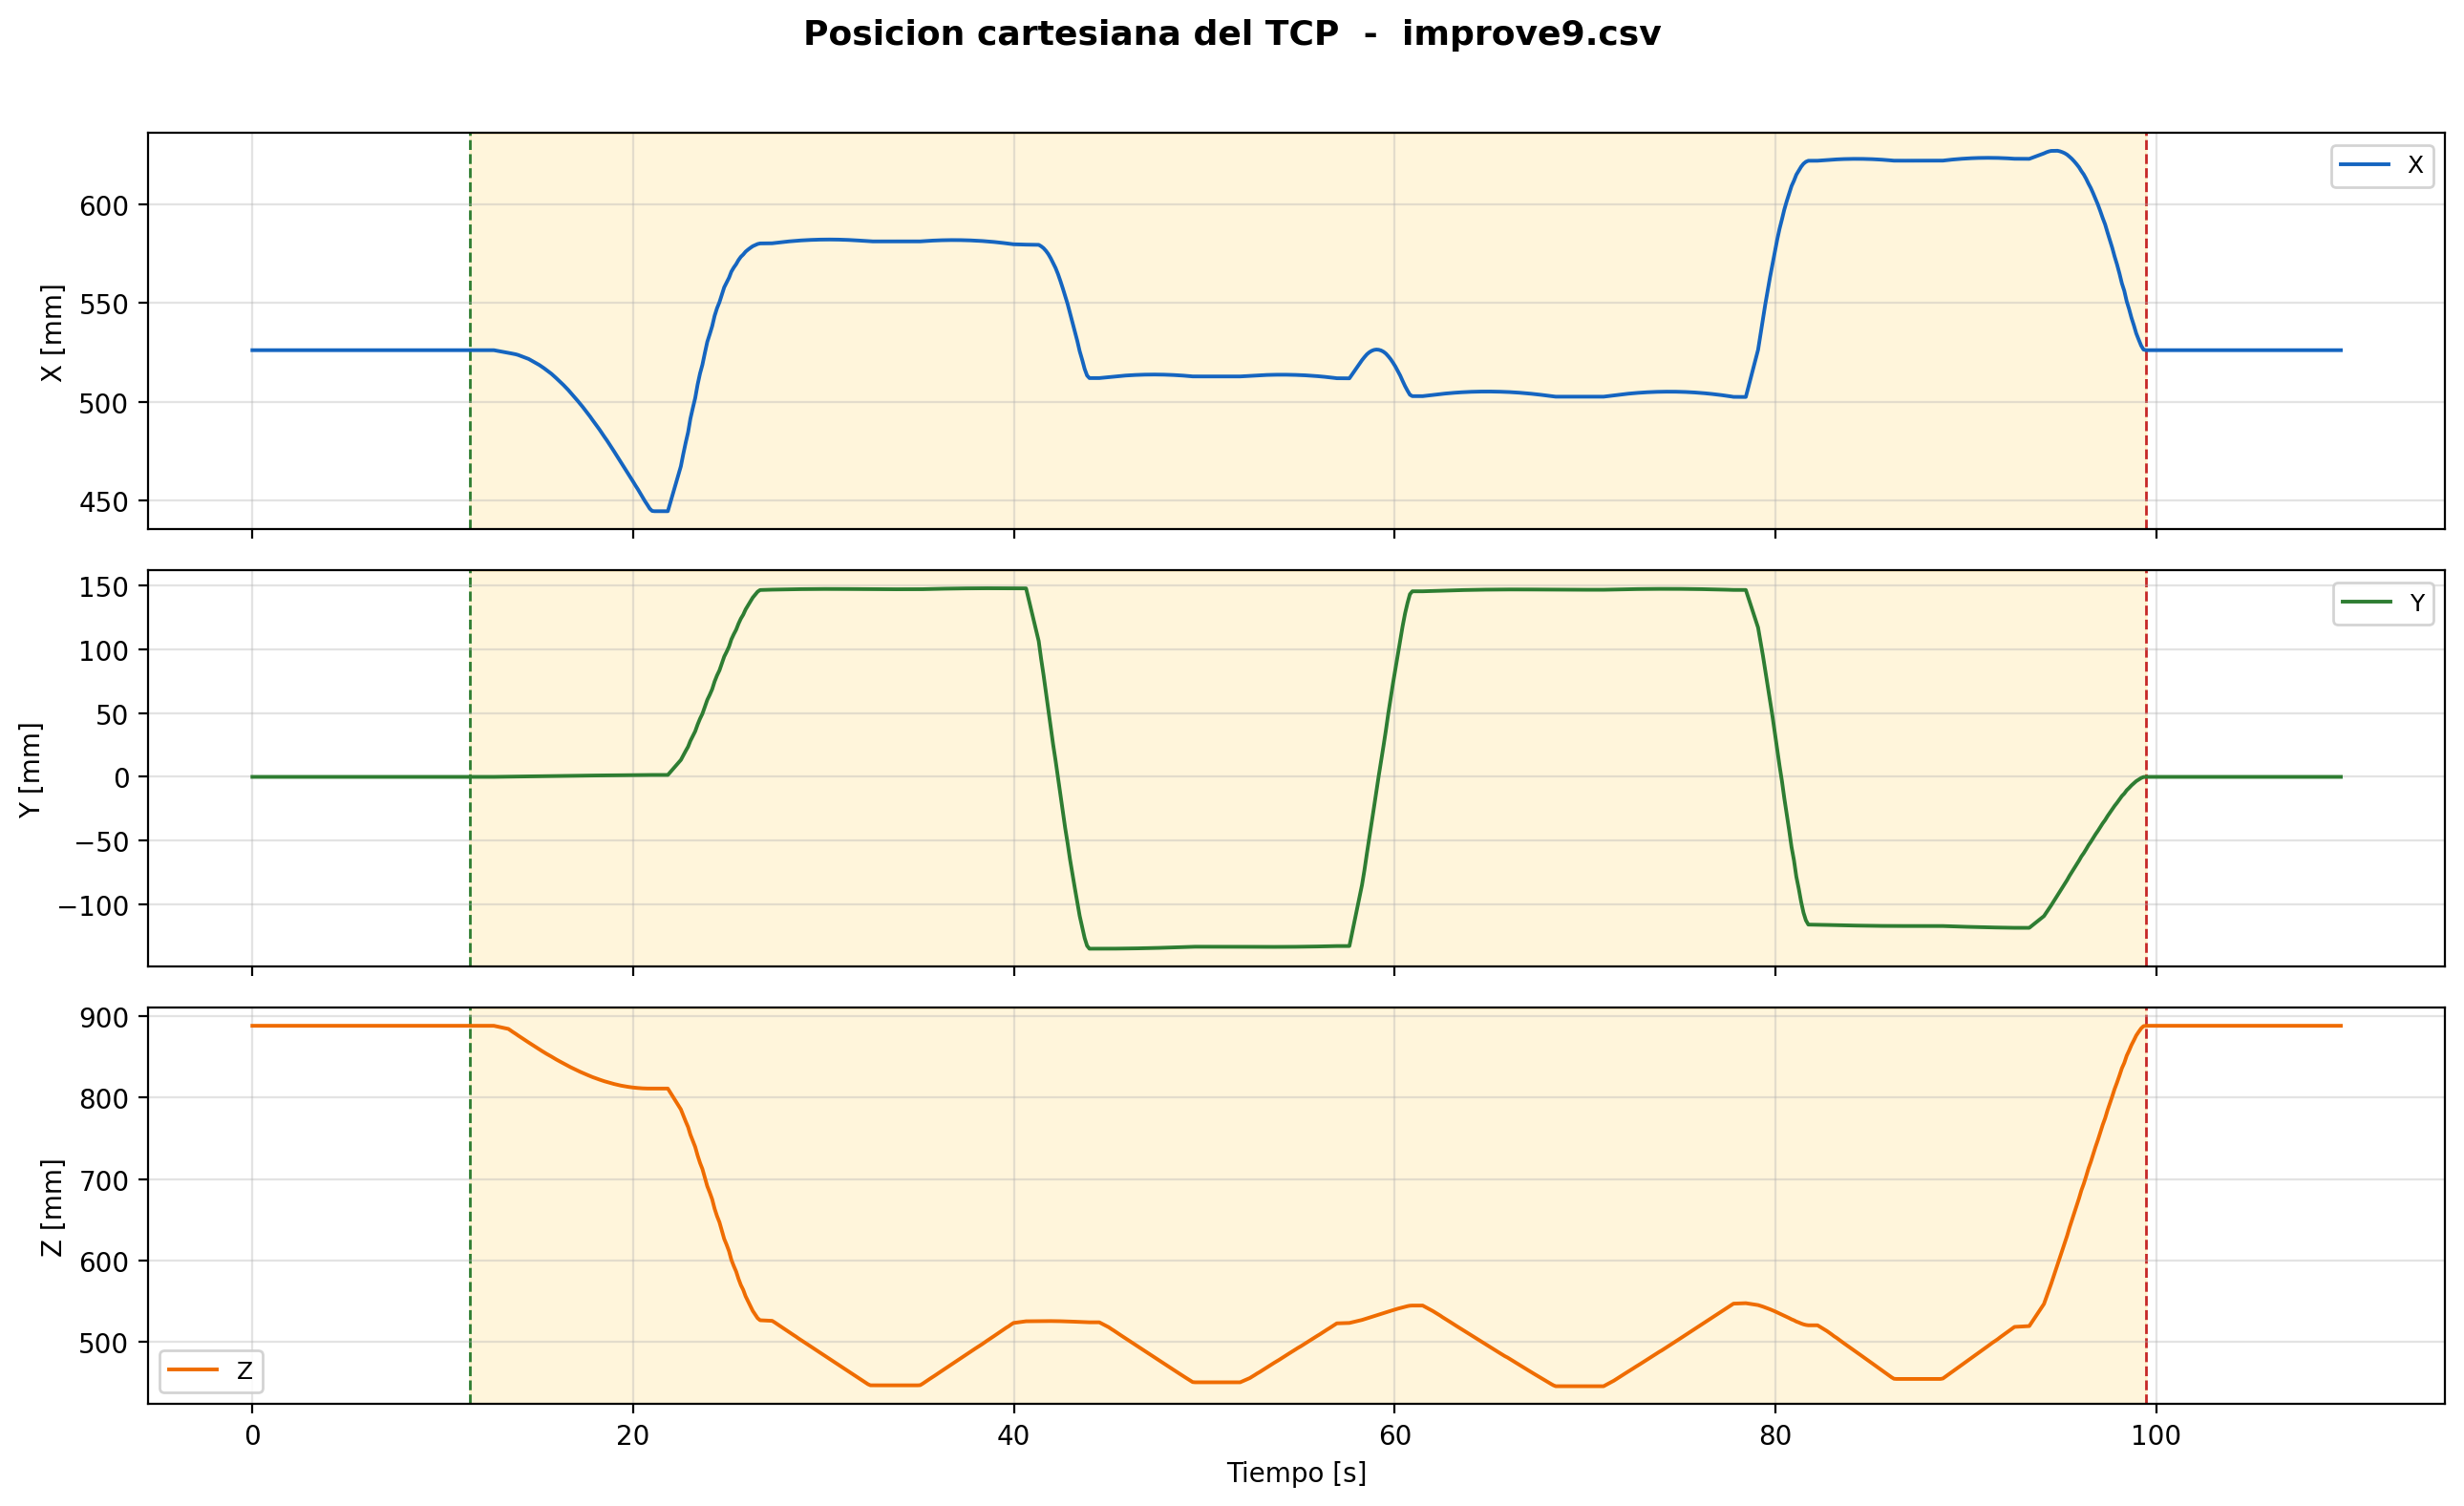 Posicion cartesiana del TCP - improve9.csv
X [mm]
600
550
500
450
X
Y [mm]
150
100
50
0
−50
−100
Y
Z [mm]
900
800
700
600
500
Z
0
20
40
60
80
100
Tiempo [s]